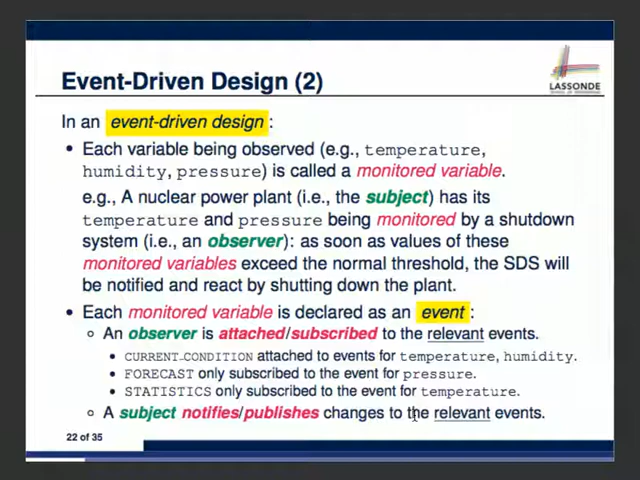 Event-Driven Design (2)
LASSONDE
In an event-driven design :
• Each variable being observed (e.g., temperature,
humidity, pressure) is called a monitored variable.
e.g., A nuclear power plant (i.e., the subject) has its
temperature and pressure being monitored by a shutdown
system (i.e., an observer): as soon as values of these
monitored variables exceed the normal threshold, the SDS will
be notified and react by shutting down the plant.
• Each monitored variable is declared as an event :
○ An observer is attached/subscribed to the relevant events.
• CURRENT_CONDITION attached to events for temperature, humidity.
• FORECAST only subscribed to the event for pressure.
• STATISTICS only subscribed to the event for temperature.
○ A subject notifies/publishes changes to the relevant events.
22 of 35